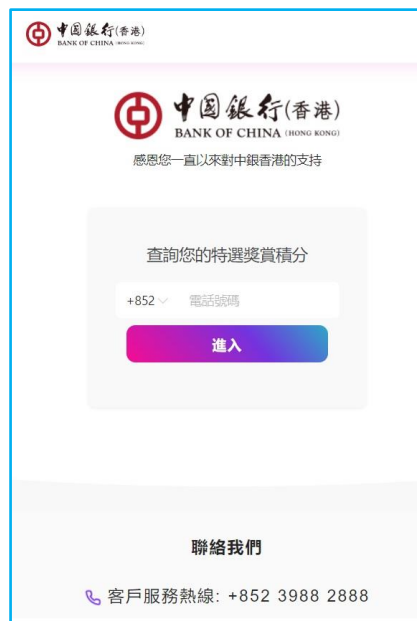 中国銀行(香港)
BANK OF CHINA (HONG KONG)
中国銀行(香港)
BANK OF CHINA (HONG KONG)
感恩您一直以來對中銀香港的支持
查詢您的特選獎賞積分
+852 電話號碼
進入
聯絡我們
客戶服務熱線: +852 3988 2888